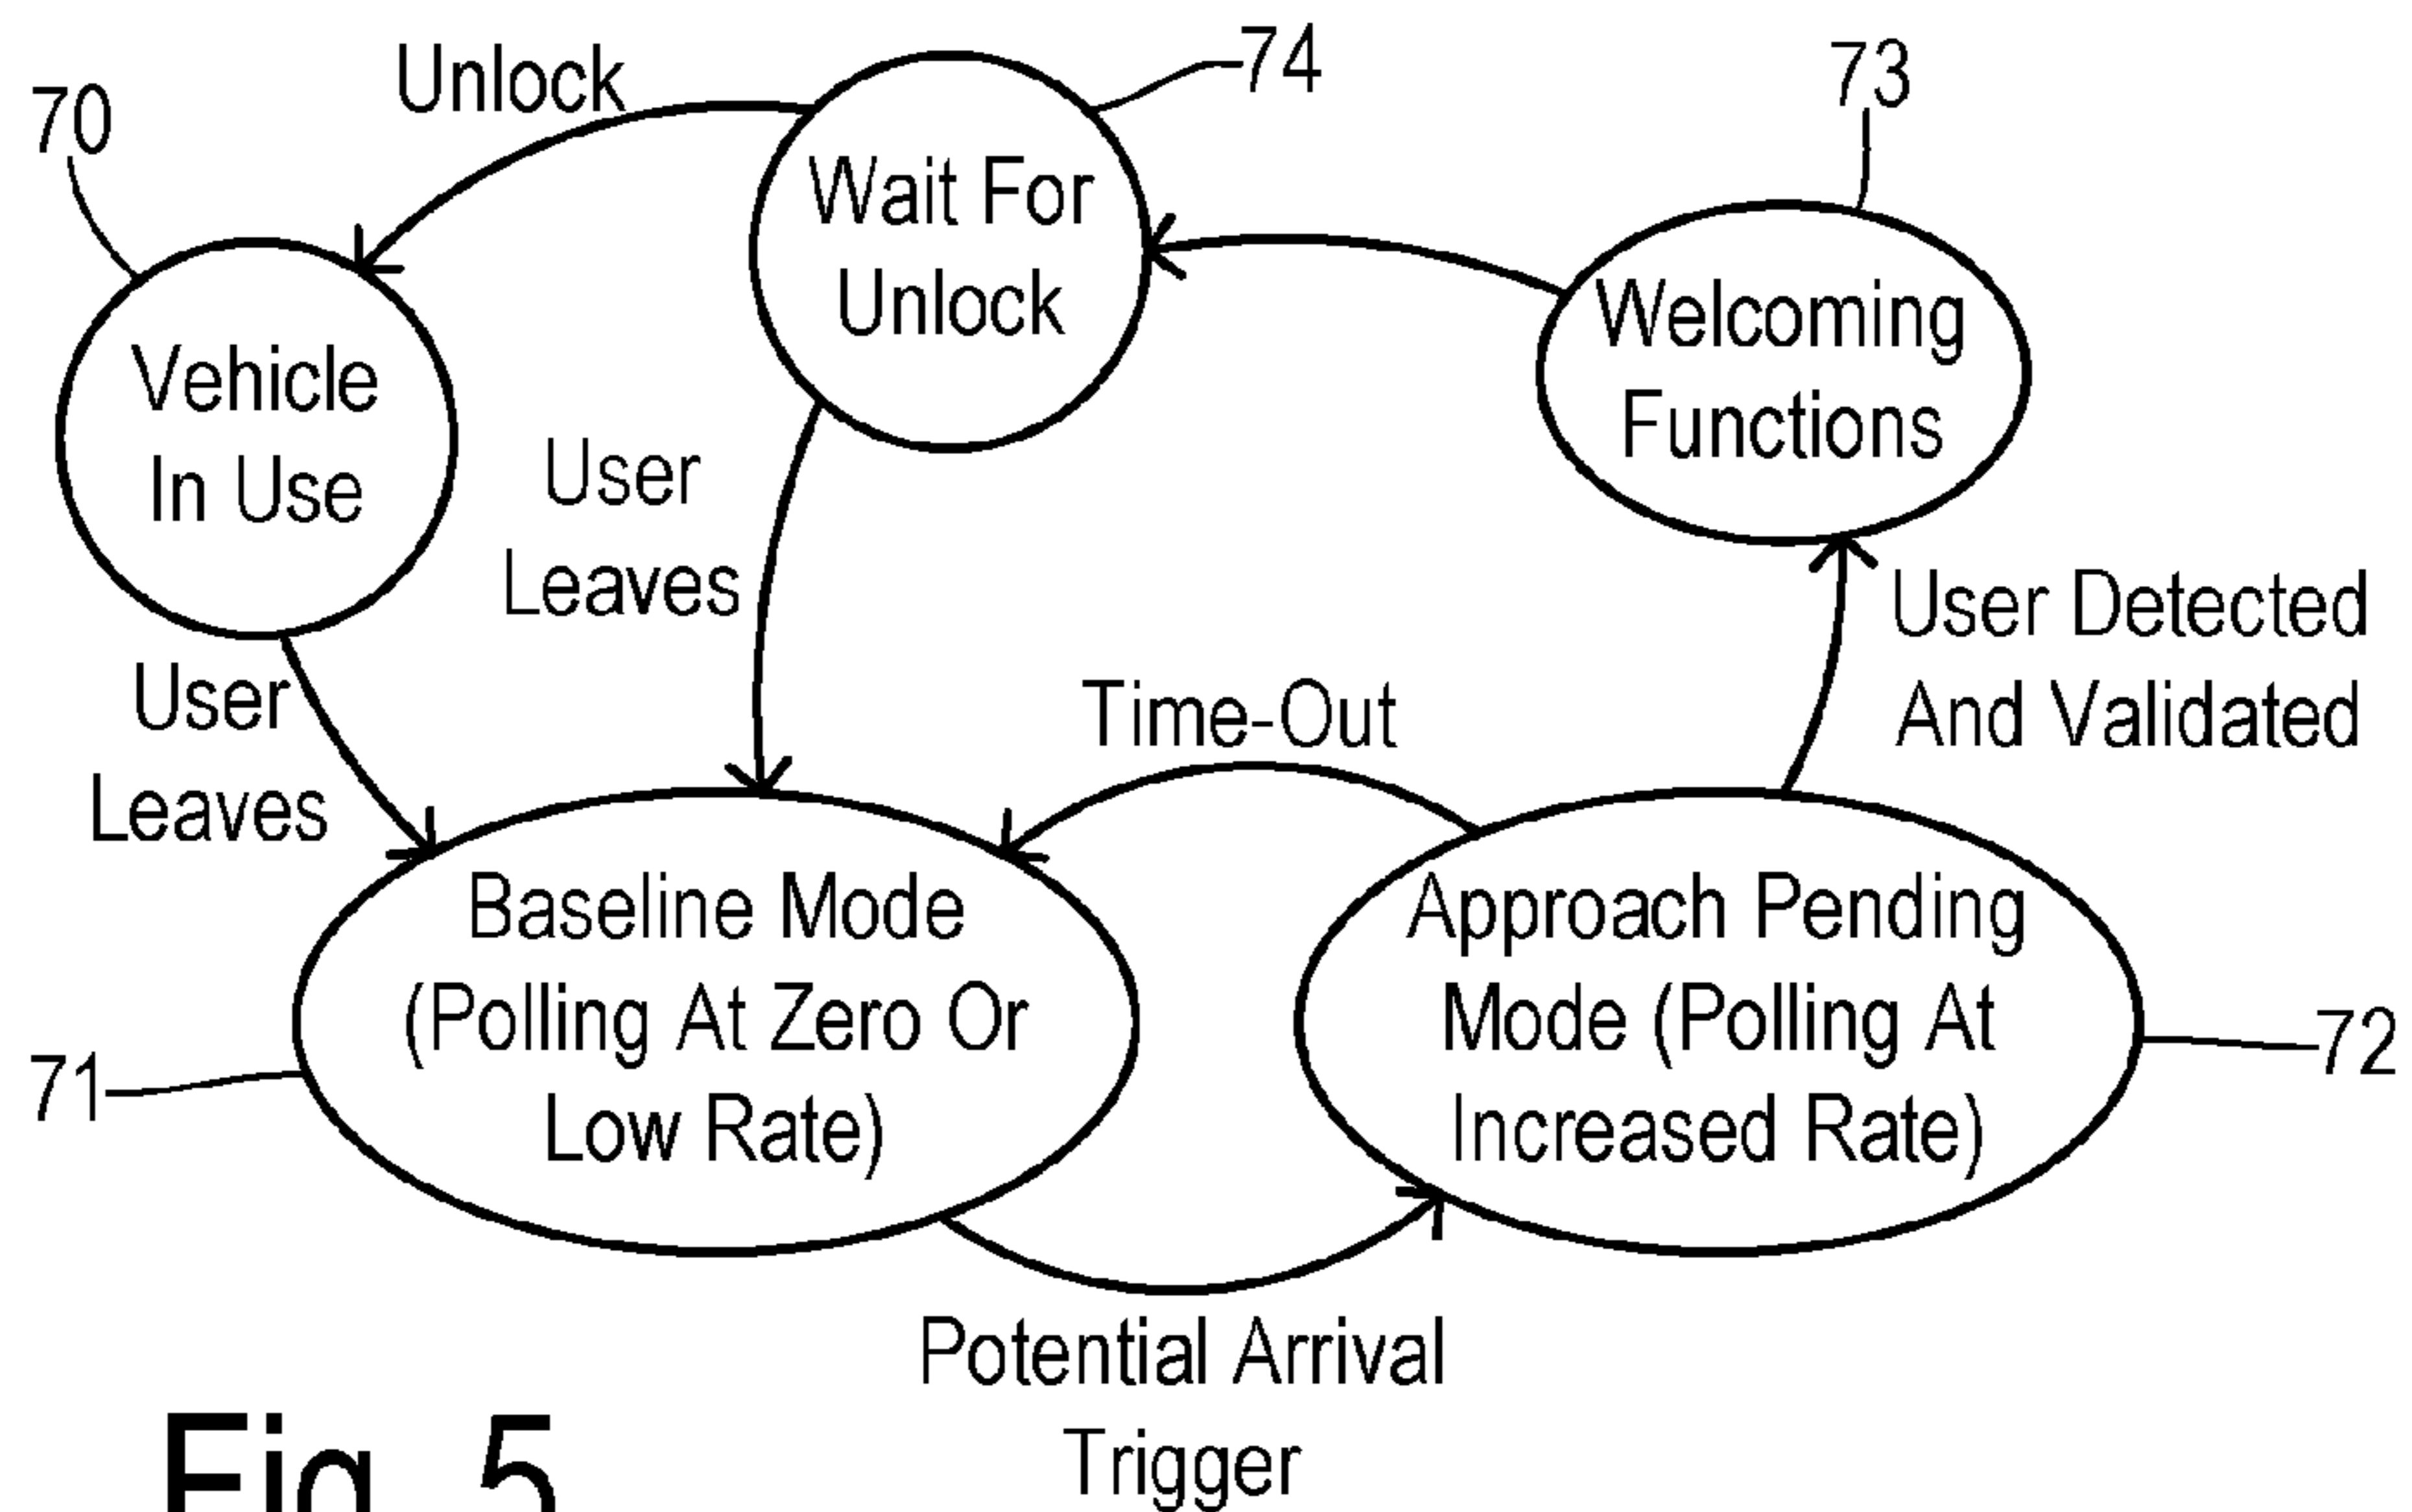 Unlock
74
73
70
Wait For
Unlock
Welcoming
Functions
Vehicle
In Use
User
Leaves
User Detected
And Validated
User
Leaves
Time-Out
Baseline Mode
(Polling At Zero Or
Low Rate)
Approach Pending
Mode (Polling At
Increased Rate)
71
72
Potential Arrival
Trigger
Fig. 5